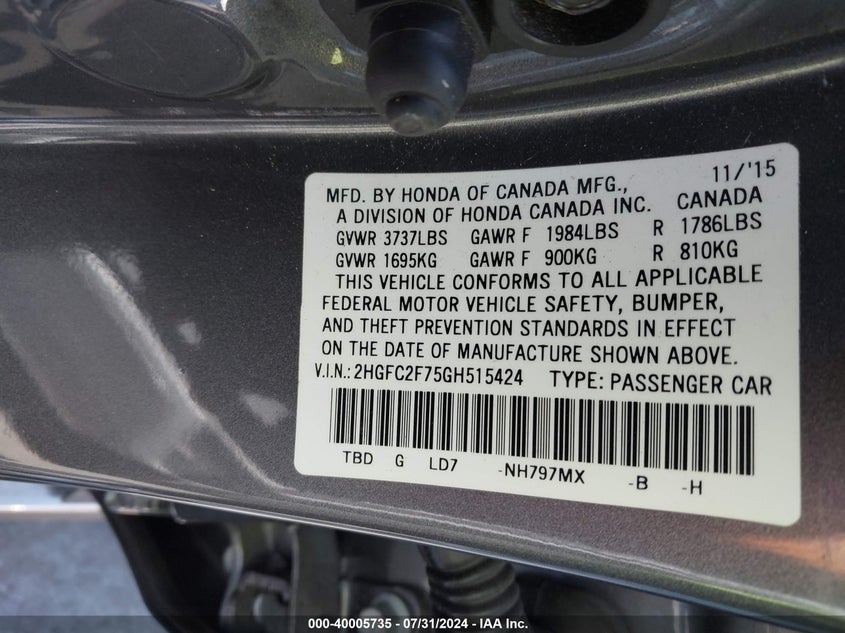 11/'15
MFD. BY HONDA OF CANADA MFG.,
A DIVISION OF HONDA CANADA INC. CANADA
GVWR 3737LBS GAWR F 1984LBS R 1786LBS
GVWR 1695KG GAWR F 900KG R 810KG
THIS VEHICLE CONFORMS TO ALL APPLICABLE
FEDERAL MOTOR VEHICLE SAFETY, BUMPER,
AND THEFT PREVENTION STANDARDS IN EFFECT
ON THE DATE OF MANUFACTURE SHOWN ABOVE.
V.I.N.: 2HGFC2F75GH515424 TYPE: PASSENGER CAR
TBD G LD7 -NH797MX -B -H
000-40005735 - 07/31/2024 - IAA Inc.